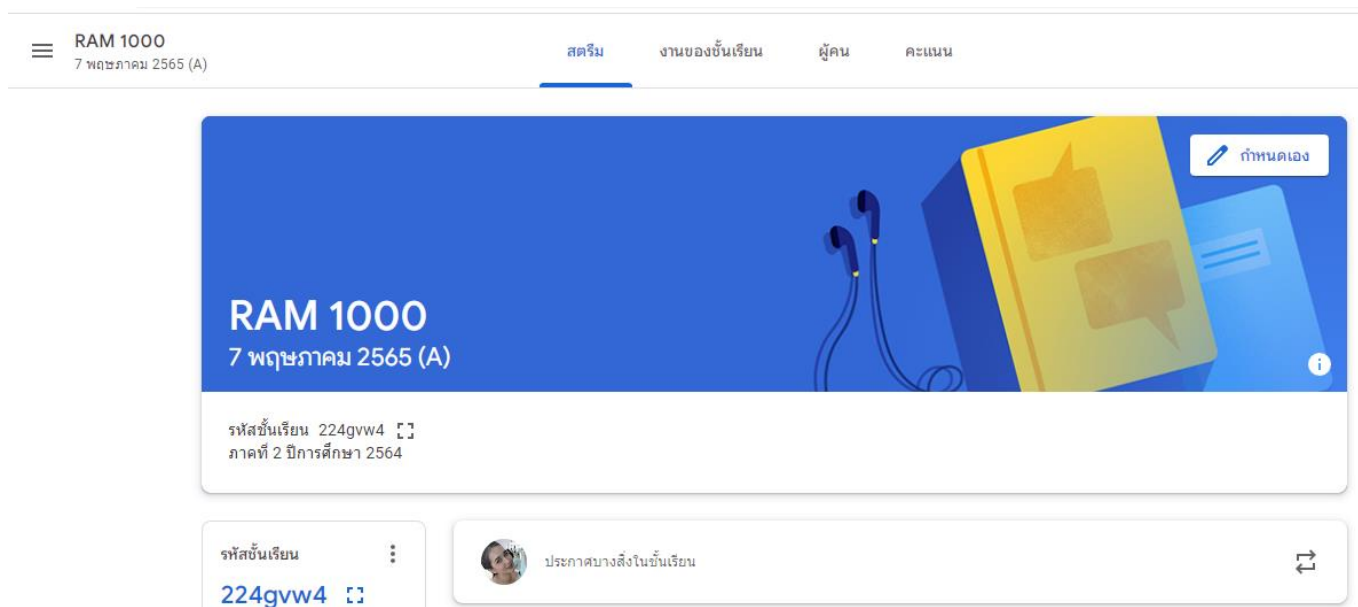 RAM 1000
7 พฤษภาคม 2565 (A)
สตรีม งานของชั้นเรียน ผู้คน คะแนน
กำหนดเอง
RAM 1000
7 พฤษภาคม 2565 (A)
รหัสชั้นเรียน 224gvw4
ภาคที่ 2 ปีการศึกษา 2564
รหัสชั้นเรียน
224gvw4
ประกาศบางสิ่งในชั้นเรียน